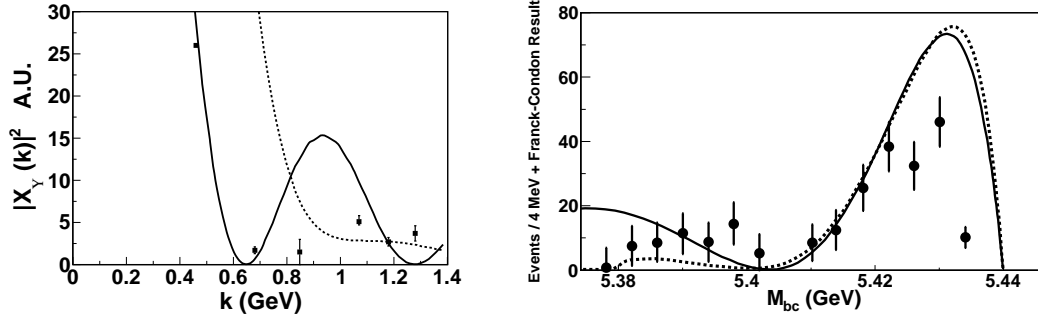 |X_Υ (k)|² A.U.
30
25
20
15
10
5
0
0 0.2 0.4 0.6 0.8 1 1.2 1.4
k (GeV)
Events / 4 MeV + Franck-Condon Result
80
60
40
20
0
5.38 5.4 5.42 5.44
M_bc (GeV)